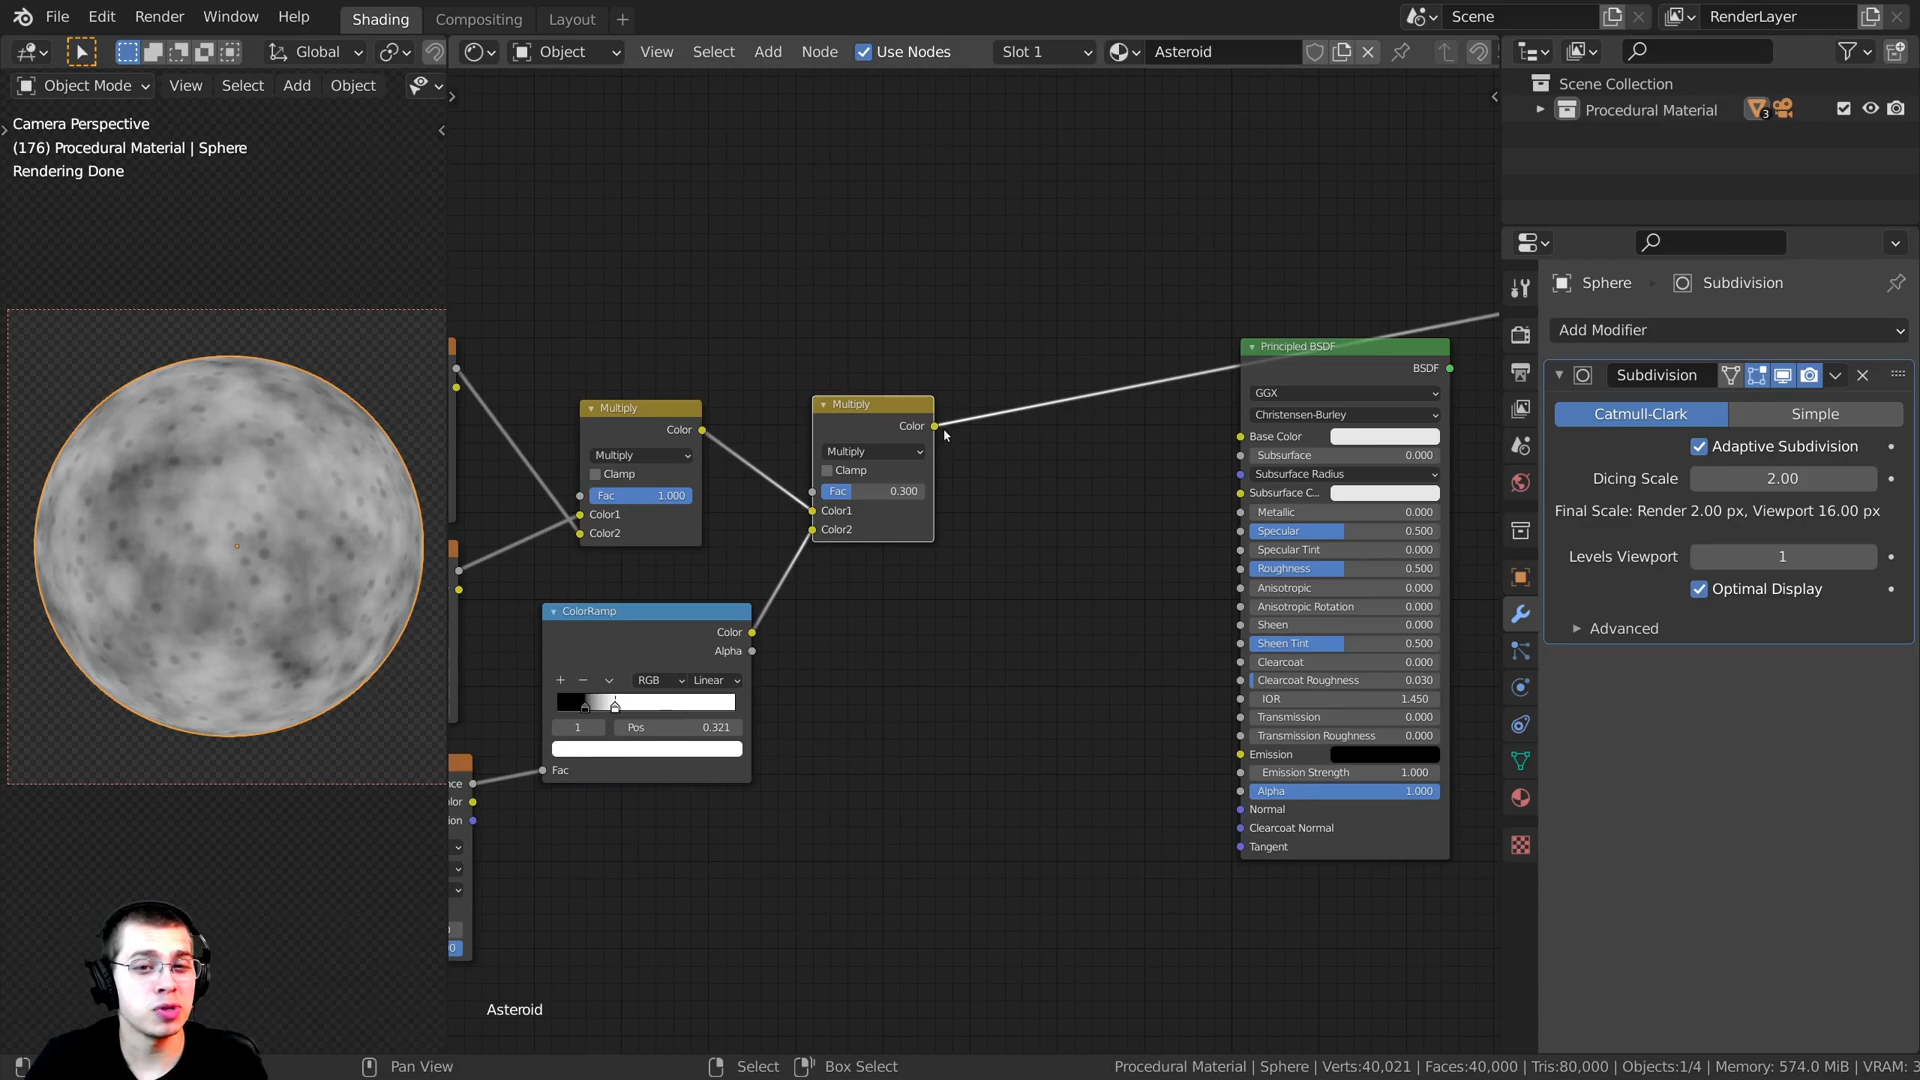 File Edit Render Window Help Shading Compositing Layout + Scene RenderLayer
Global Object View Select Add Node Use Nodes Slot 1 Asteroid
Object Mode View Select Add Object
Camera Perspective
(176) Procedural Material | Sphere
Rendering Done
Scene Collection
Procedural Material
3
Sphere Subdivision
Add Modifier
Subdivision
Catmull-Clark Simple
Adaptive Subdivision
Dicing Scale 2.00
Final Scale: Render 2.00 px, Viewport 16.00 px
Levels Viewport 1
Optimal Display
Advanced
Multiply
Color
Multiply
Clamp
Fac 1.000
Color1
Color2
Multiply
Color
Multiply
Clamp
Fac 0.300
Color1
Color2
ColorRamp
Color
Alpha
RGB Linear
1 Pos 0.321
Fac
nce
lor
ion
Principled BSDF
BSDF
GGX
Christensen-Burley
Base Color
Subsurface 0.000
Subsurface Radius
Subsurface C...
Metallic 0.000
Specular 0.500
Specular Tint 0.000
Roughness 0.500
Anisotropic 0.000
Anisotropic Rotation 0.000
Sheen 0.000
Sheen Tint 0.500
Clearcoat 0.000
Clearcoat Roughness 0.030
IOR 1.450
Transmission 0.000
Transmission Roughness 0.000
Emission
Emission Strength 1.000
Alpha 1.000
Normal
Clearcoat Normal
Tangent
Asteroid
Pan View Select Box Select Procedural Material | Sphere | Verts:40,021 | Faces:40,000 | Tris:80,000 | Objects:1/4 | Memory: 574.0 MiB | VRAM: 3